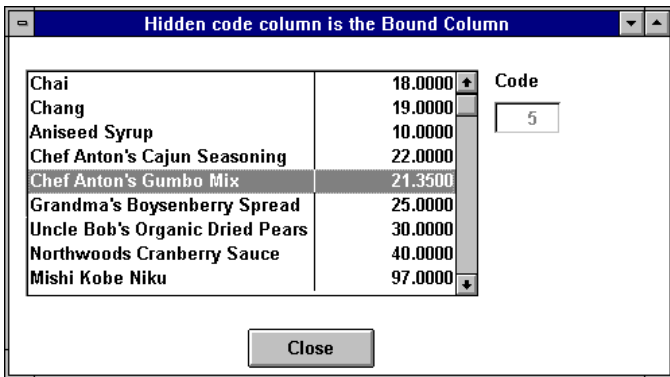 Hidden code column is the Bound Column
Chai 18.0000
Chang 19.0000
Aniseed Syrup 10.0000
Chef Anton's Cajun Seasoning 22.0000
Chef Anton's Gumbo Mix 21.3500
Grandma's Boysenberry Spread 25.0000
Uncle Bob's Organic Dried Pears 30.0000
Northwoods Cranberry Sauce 40.0000
Mishi Kobe Niku 97.0000
Code
5
Close